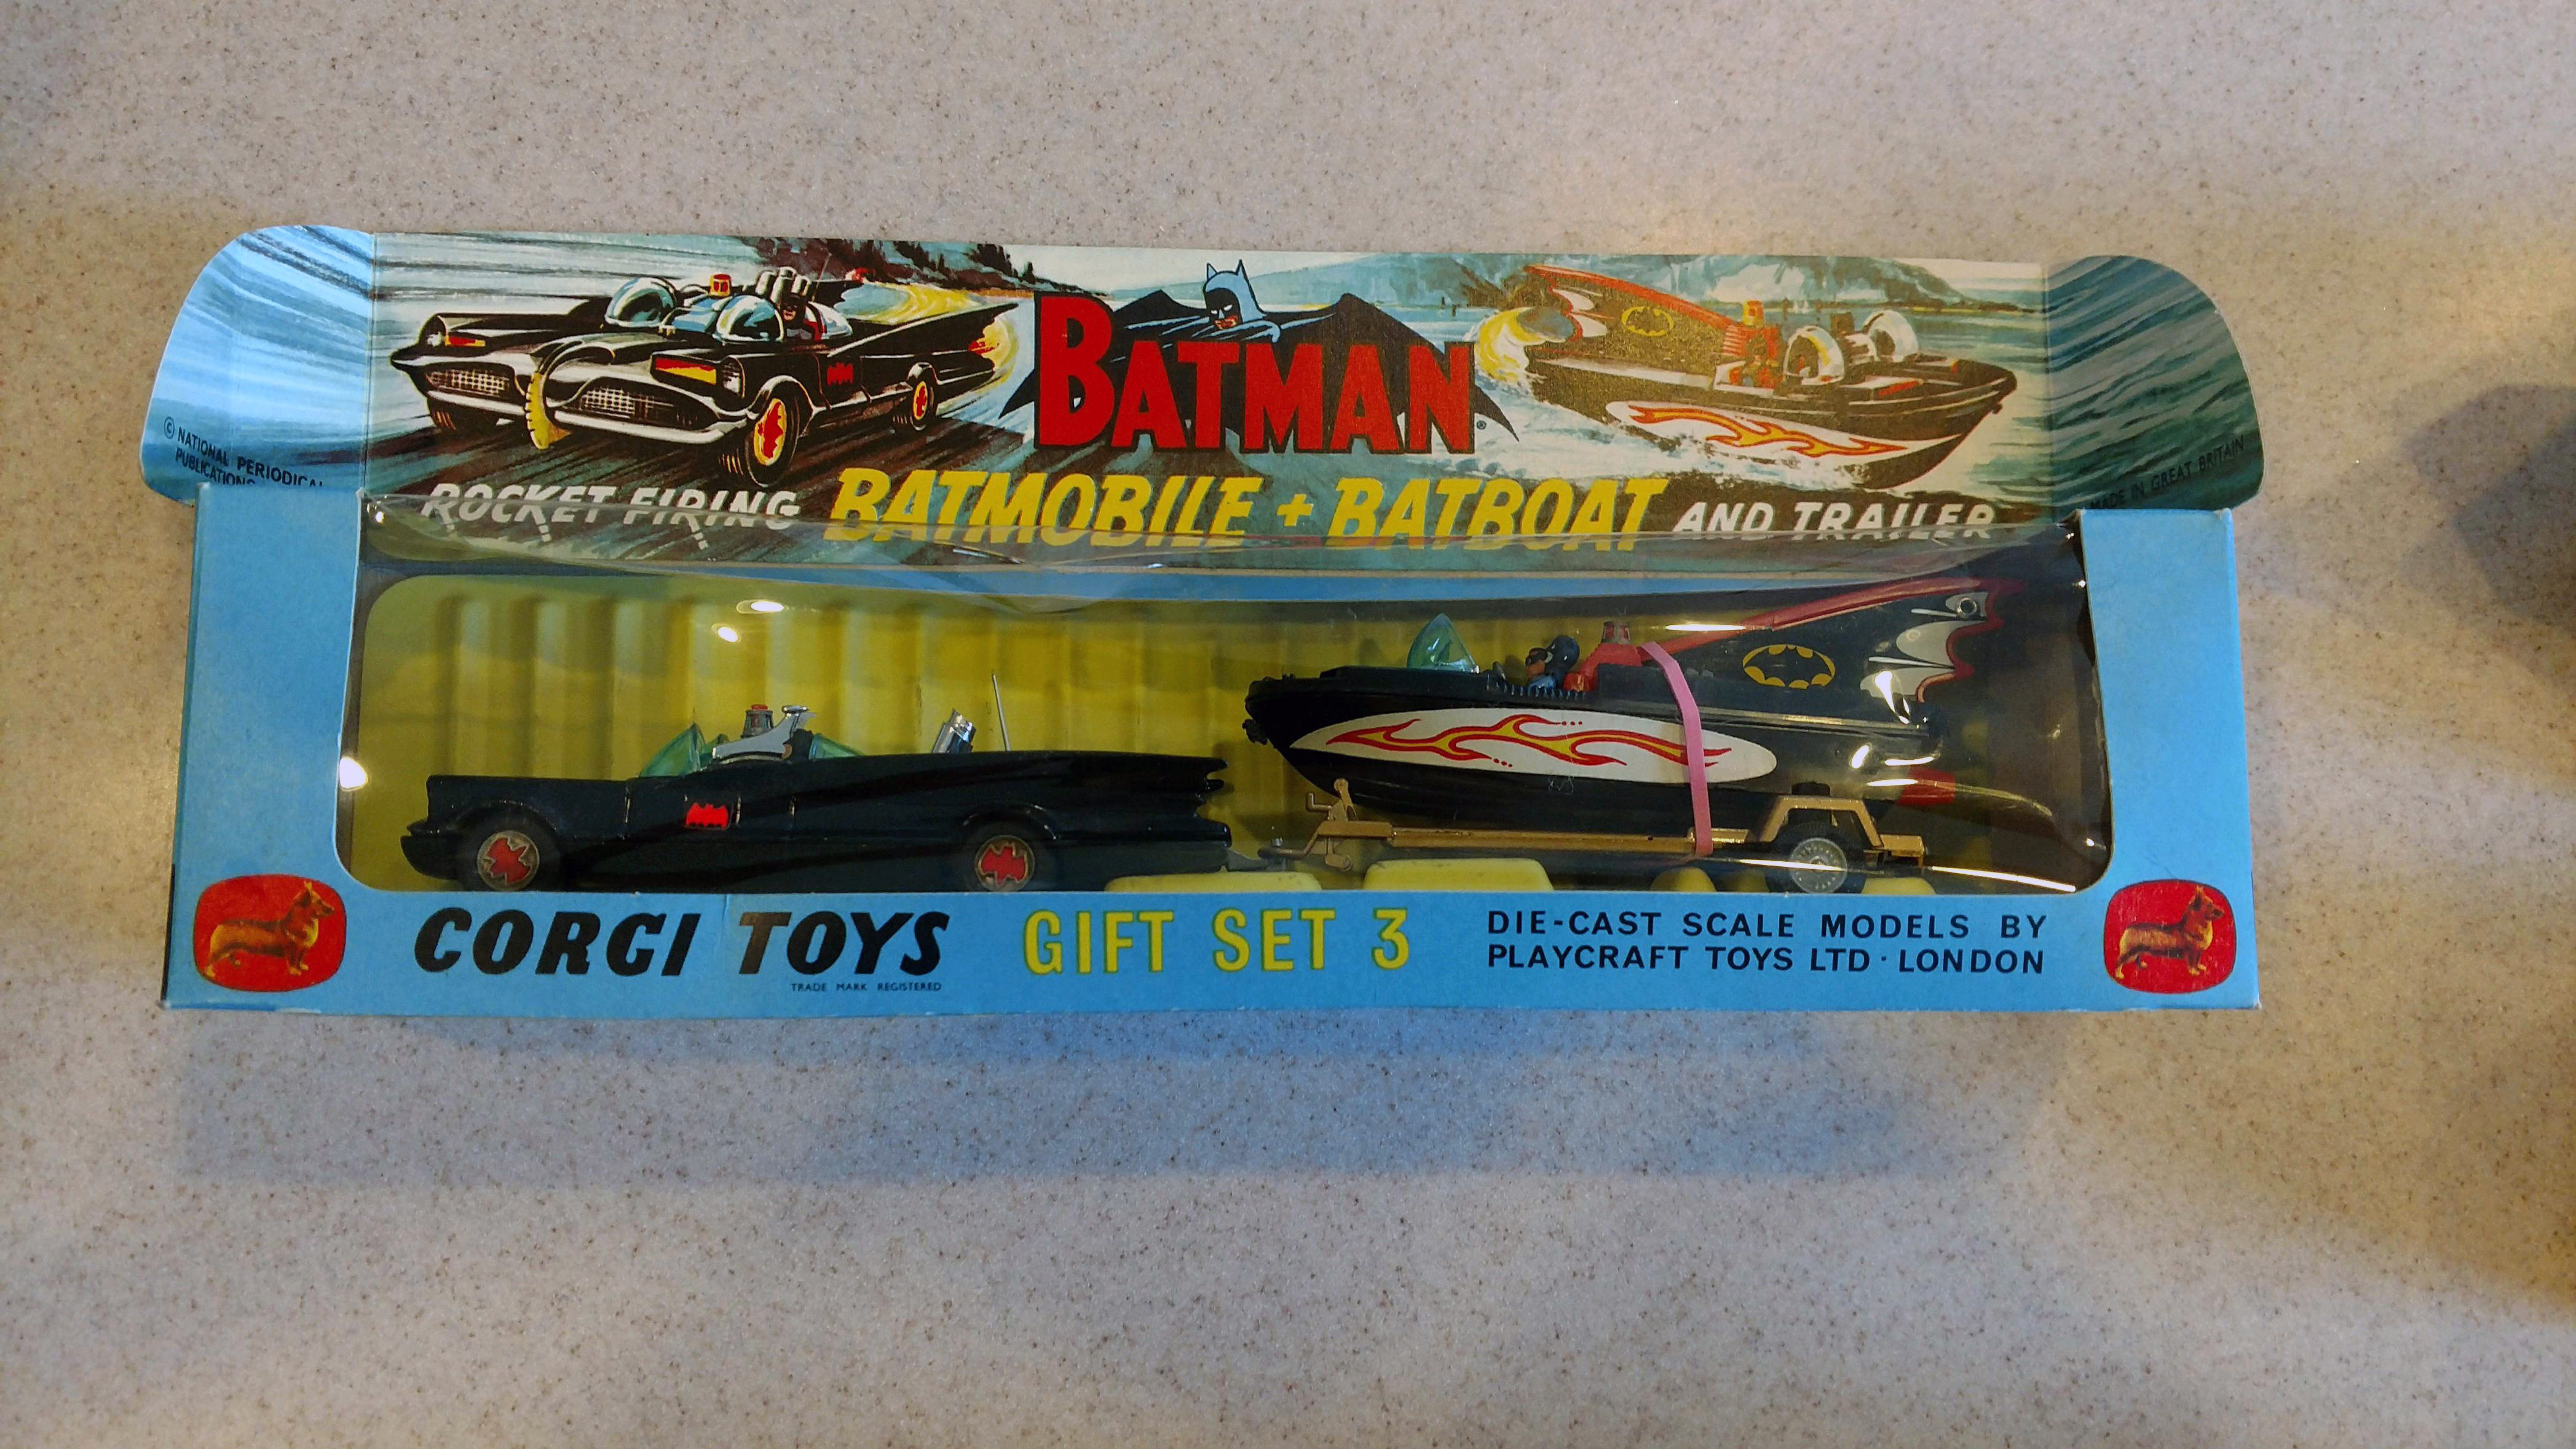 BATMAN
ROCKET FIRING BATMOBILE + BATBOAT AND TRAILER
© NATIONAL PERIODICAL
PUBLICATIONS
MADE IN GREAT BRITAIN
CORGI TOYS
TRADE MARK REGISTERED
GIFT SET 3
DIE-CAST SCALE MODELS BY
PLAYCRAFT TOYS LTD · LONDON